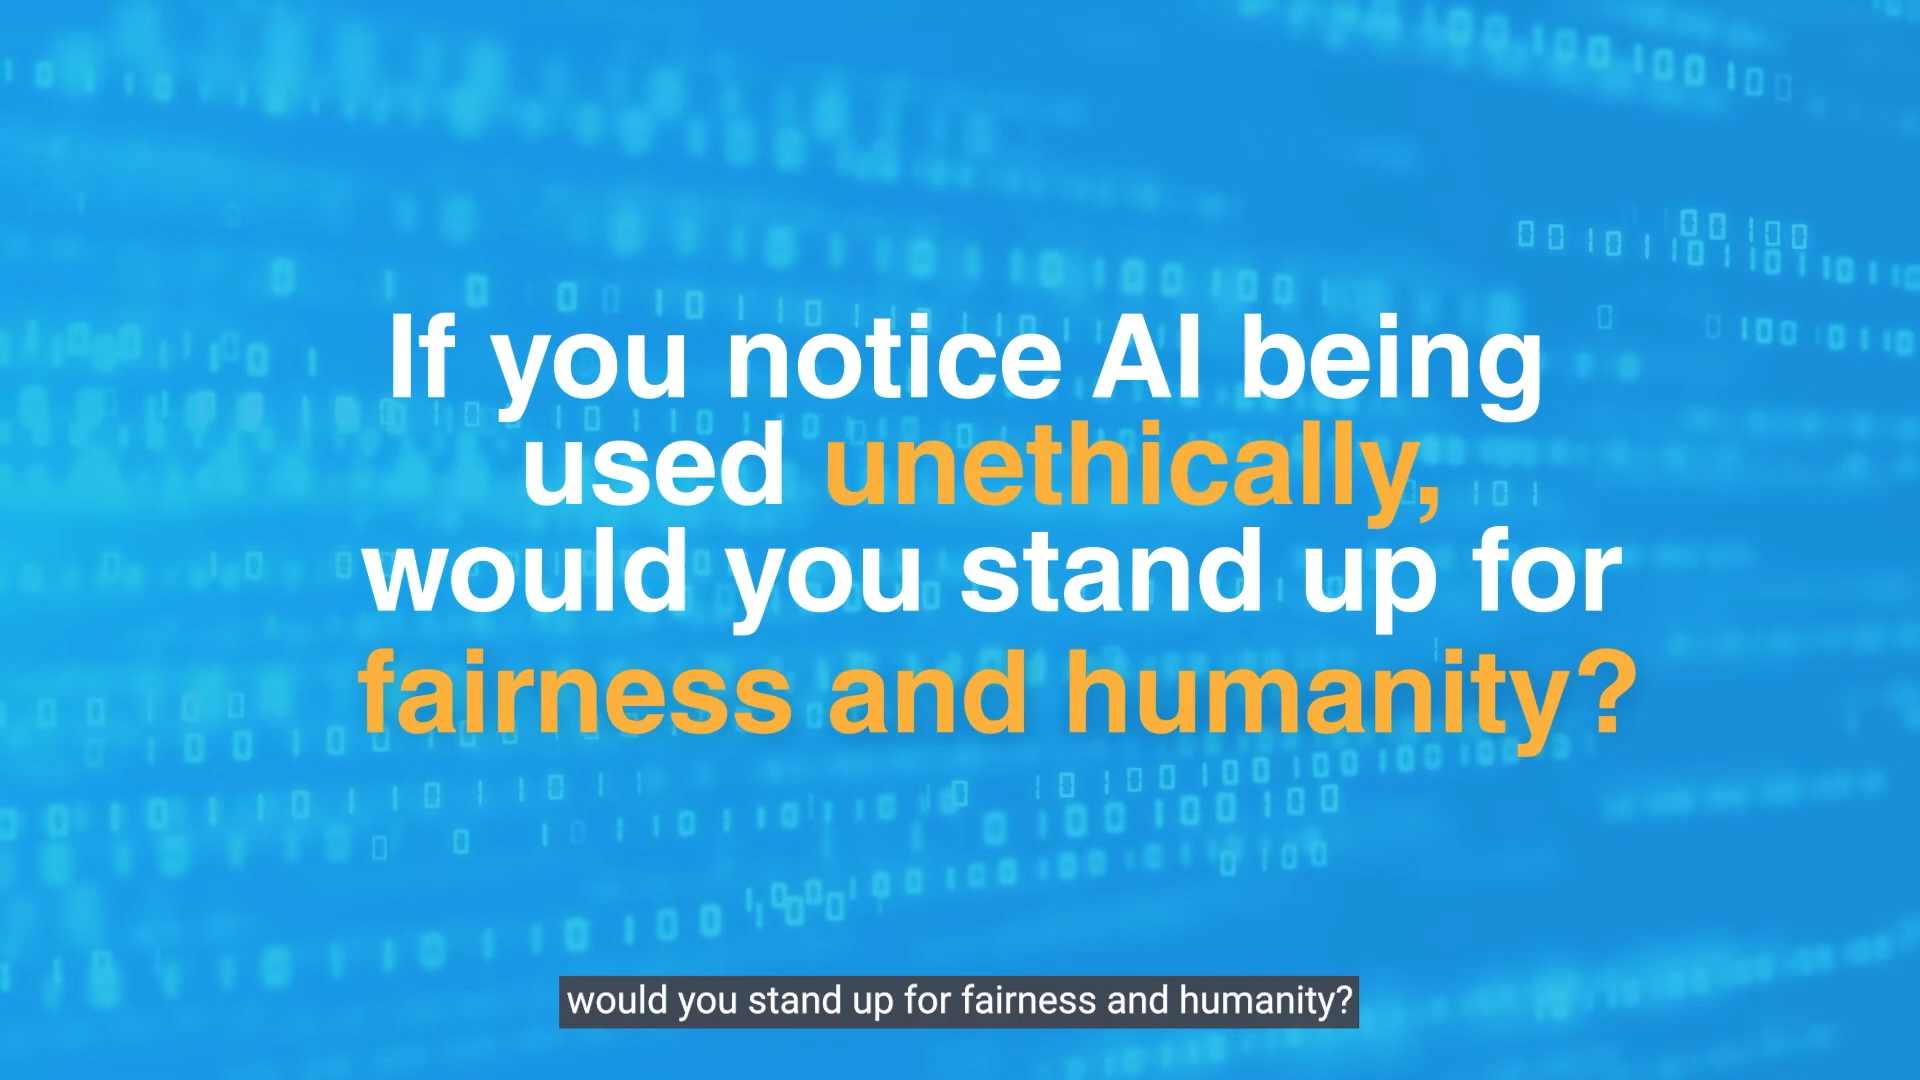 If you notice AI being
used unethically,
would you stand up for
fairness and humanity?
would you stand up for fairness and humanity?